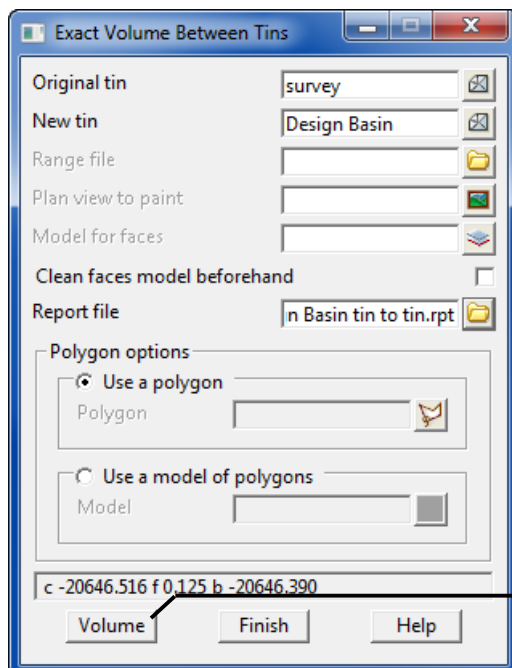 Exact Volume Between Tins
Original tin survey
New tin Design Basin
Range file
Plan view to paint
Model for faces
Clean faces model beforehand
Report file n Basin tin to tin.rpt
Polygon options
Use a polygon
Polygon
Use a model of polygons
Model
c -20646.516 f 0.125 b -20646.390
Volume Finish Help